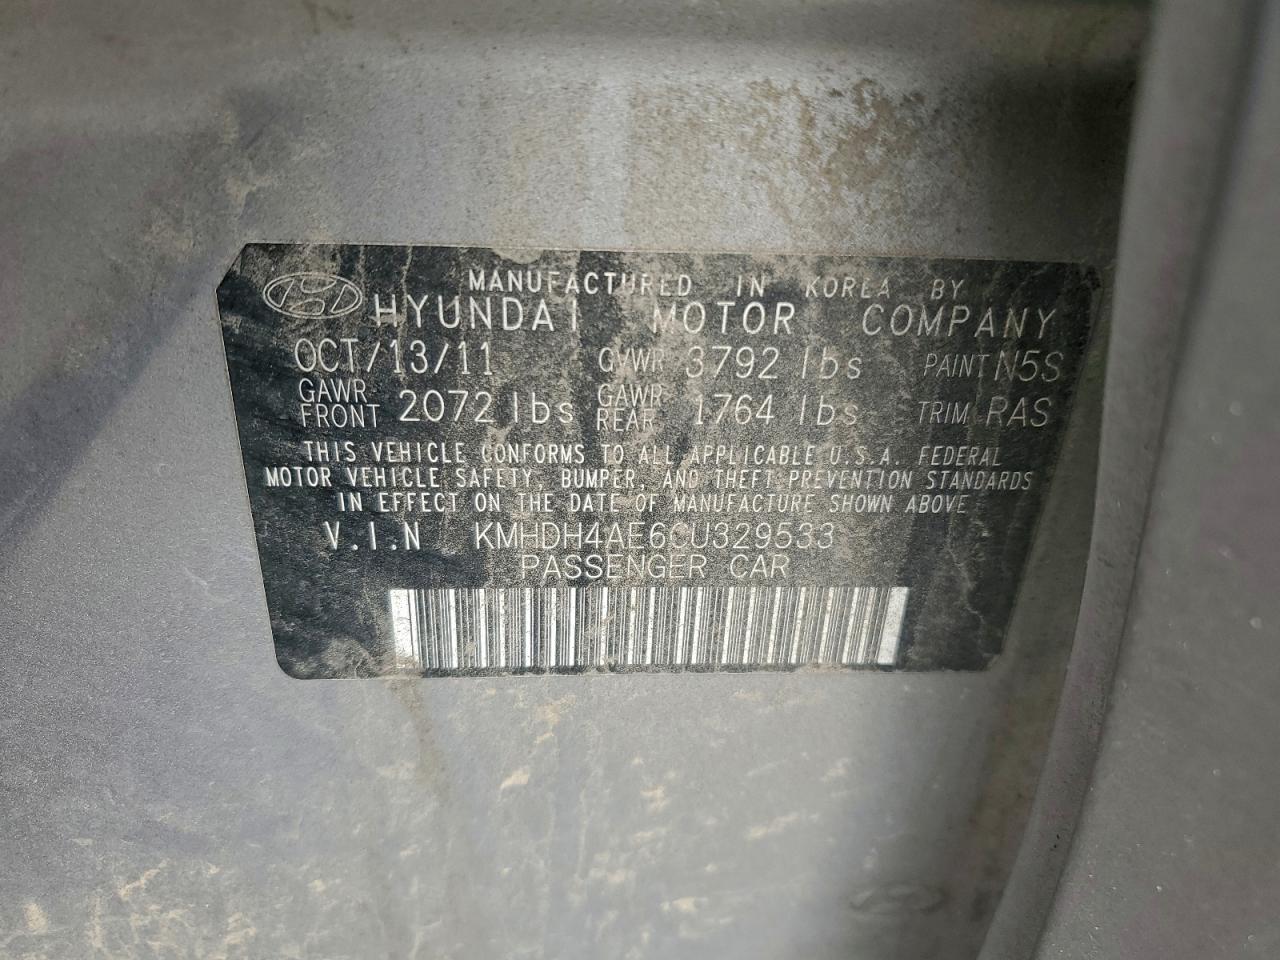 MANUFACTURED IN KOREA BY
HYUNDAI MOTOR COMPANY
OCT/13/11 GVWR 3792 lbs PAINT N5S
GAWR FRONT 2072 lbs GAWR REAR 1764 lbs TRIM RAS
THIS VEHICLE CONFORMS TO ALL APPLICABLE U.S.A. FEDERAL
MOTOR VEHICLE SAFETY, BUMPER, AND THEFT PREVENTION STANDARDS
IN EFFECT ON THE DATE OF MANUFACTURE SHOWN ABOVE
V.I.N KMHDH4AE6CU329533
PASSENGER CAR